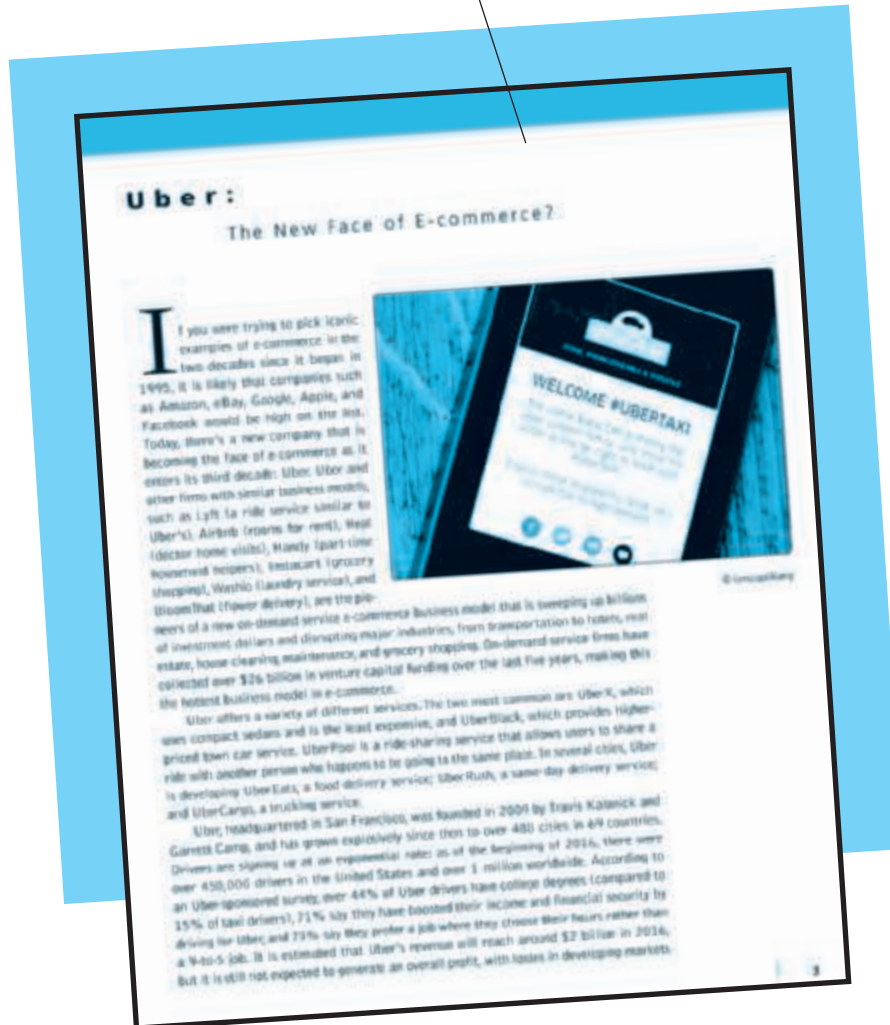 Uber:
The New Face of E-commerce?
If you were trying to pick iconic
examples of e-commerce in the
two decades since it began in
1995, it is likely that companies such
as Amazon, eBay, Google, Apple, and
Facebook would be high on the list.
Today, there's a new company that is
becoming the face of e-commerce as it
enters its third decade: Uber. Uber and
other firms with similar business models,
such as Lyft (a ride service similar to
Uber's), Airbnb (rooms for rent), Heal
(doctor home visits), Handy (part-time
household helpers), Instacart (grocery
shopping), Washio (laundry service), and
BloomThat (flower delivery), are the pio-
neers of a new on-demand service e-commerce business model that is sweeping up billions
of investment dollars and disrupting major industries, from transportation to hotels, real
estate, house cleaning, maintenance, and grocery shopping. On-demand service firms have
collected over $26 billion in venture capital funding over the last five years, making this
the hottest business model in e-commerce.
Uber offers a variety of different services. The two most common are UberX, which
uses compact sedans and is the least expensive, and UberBlack, which provides higher-
priced town car service. UberPool is a ride-sharing service that allows users to share a
ride with another person who happens to be going to the same place. In several cities, Uber
is developing UberEats, a food delivery service; UberRush, a same-day delivery service;
and UberCargo, a trucking service.
Uber, headquartered in San Francisco, was founded in 2009 by Travis Kalanick and
Garrett Camp, and has grown explosively since then to over 480 cities in 69 countries.
Drivers are signing up at an exponential rate: as of the beginning of 2016, there were
over 450,000 drivers in the United States and over 1 million worldwide. According to
an Uber-sponsored survey, over 44% of Uber drivers have college degrees (compared to
15% of taxi drivers), 71% say they have boosted their income and financial security by
driving for Uber, and 73% say they prefer a job where they choose their hours rather than
a 9-to-5 job. It is estimated that Uber's revenue will reach around $2 billion in 2016,
but it is still not expected to generate an overall profit, with losses in developing markets
WELCOME #UBERTAXI
©
3